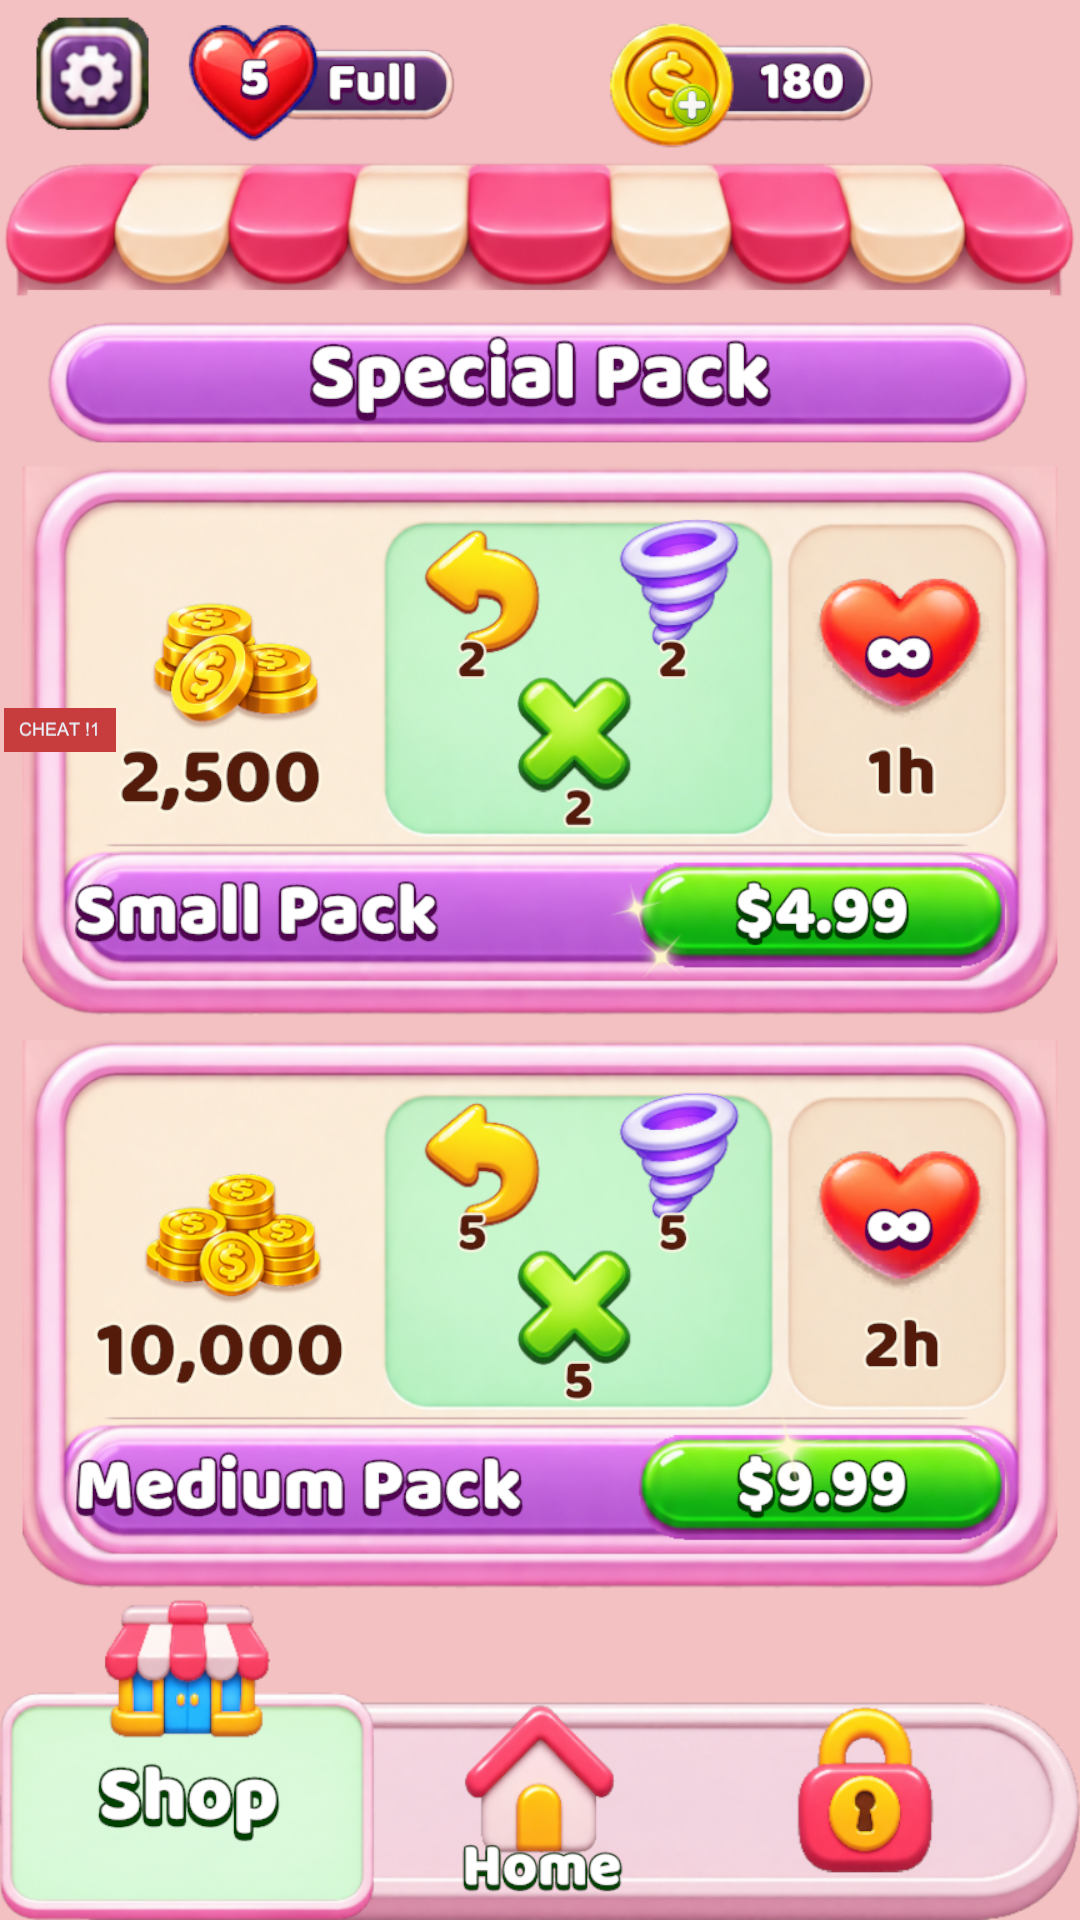 5 Full
180
Special Pack
2 2
2
2,500
1h
CHEAT !1
Small Pack
$4.99
5 5
5
10,000
2h
Medium Pack
$9.99
Shop
Home